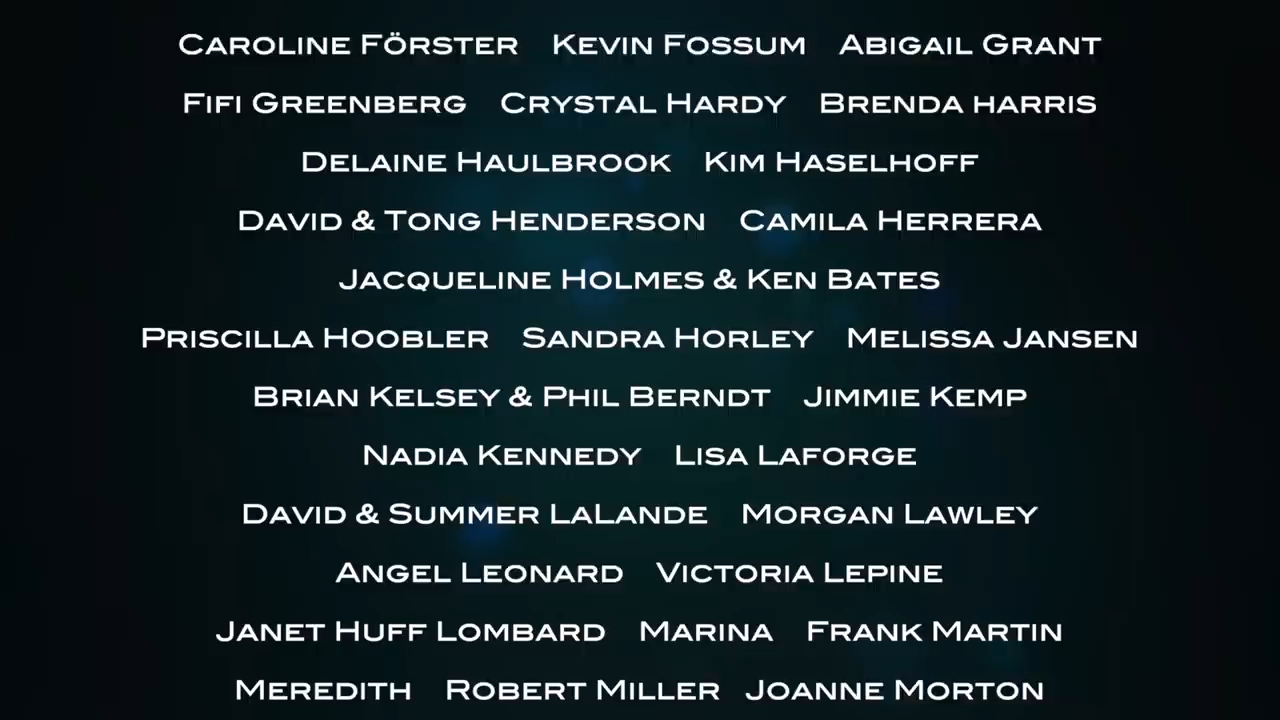 Caroline Förster Kevin Fossum Abigail Grant
Fifi Greenberg Crystal Hardy Brenda harris
Delaine Haulbrook Kim Haselhoff
David & Tong Henderson Camila Herrera
Jacqueline Holmes & Ken Bates
Priscilla Hoobler Sandra Horley Melissa Jansen
Brian Kelsey & Phil Berndt Jimmie Kemp
Nadia Kennedy Lisa Laforge
David & Summer LaLande Morgan Lawley
Angel Leonard Victoria Lepine
Janet Huff Lombard Marina Frank Martin
Meredith Robert Miller Joanne Morton